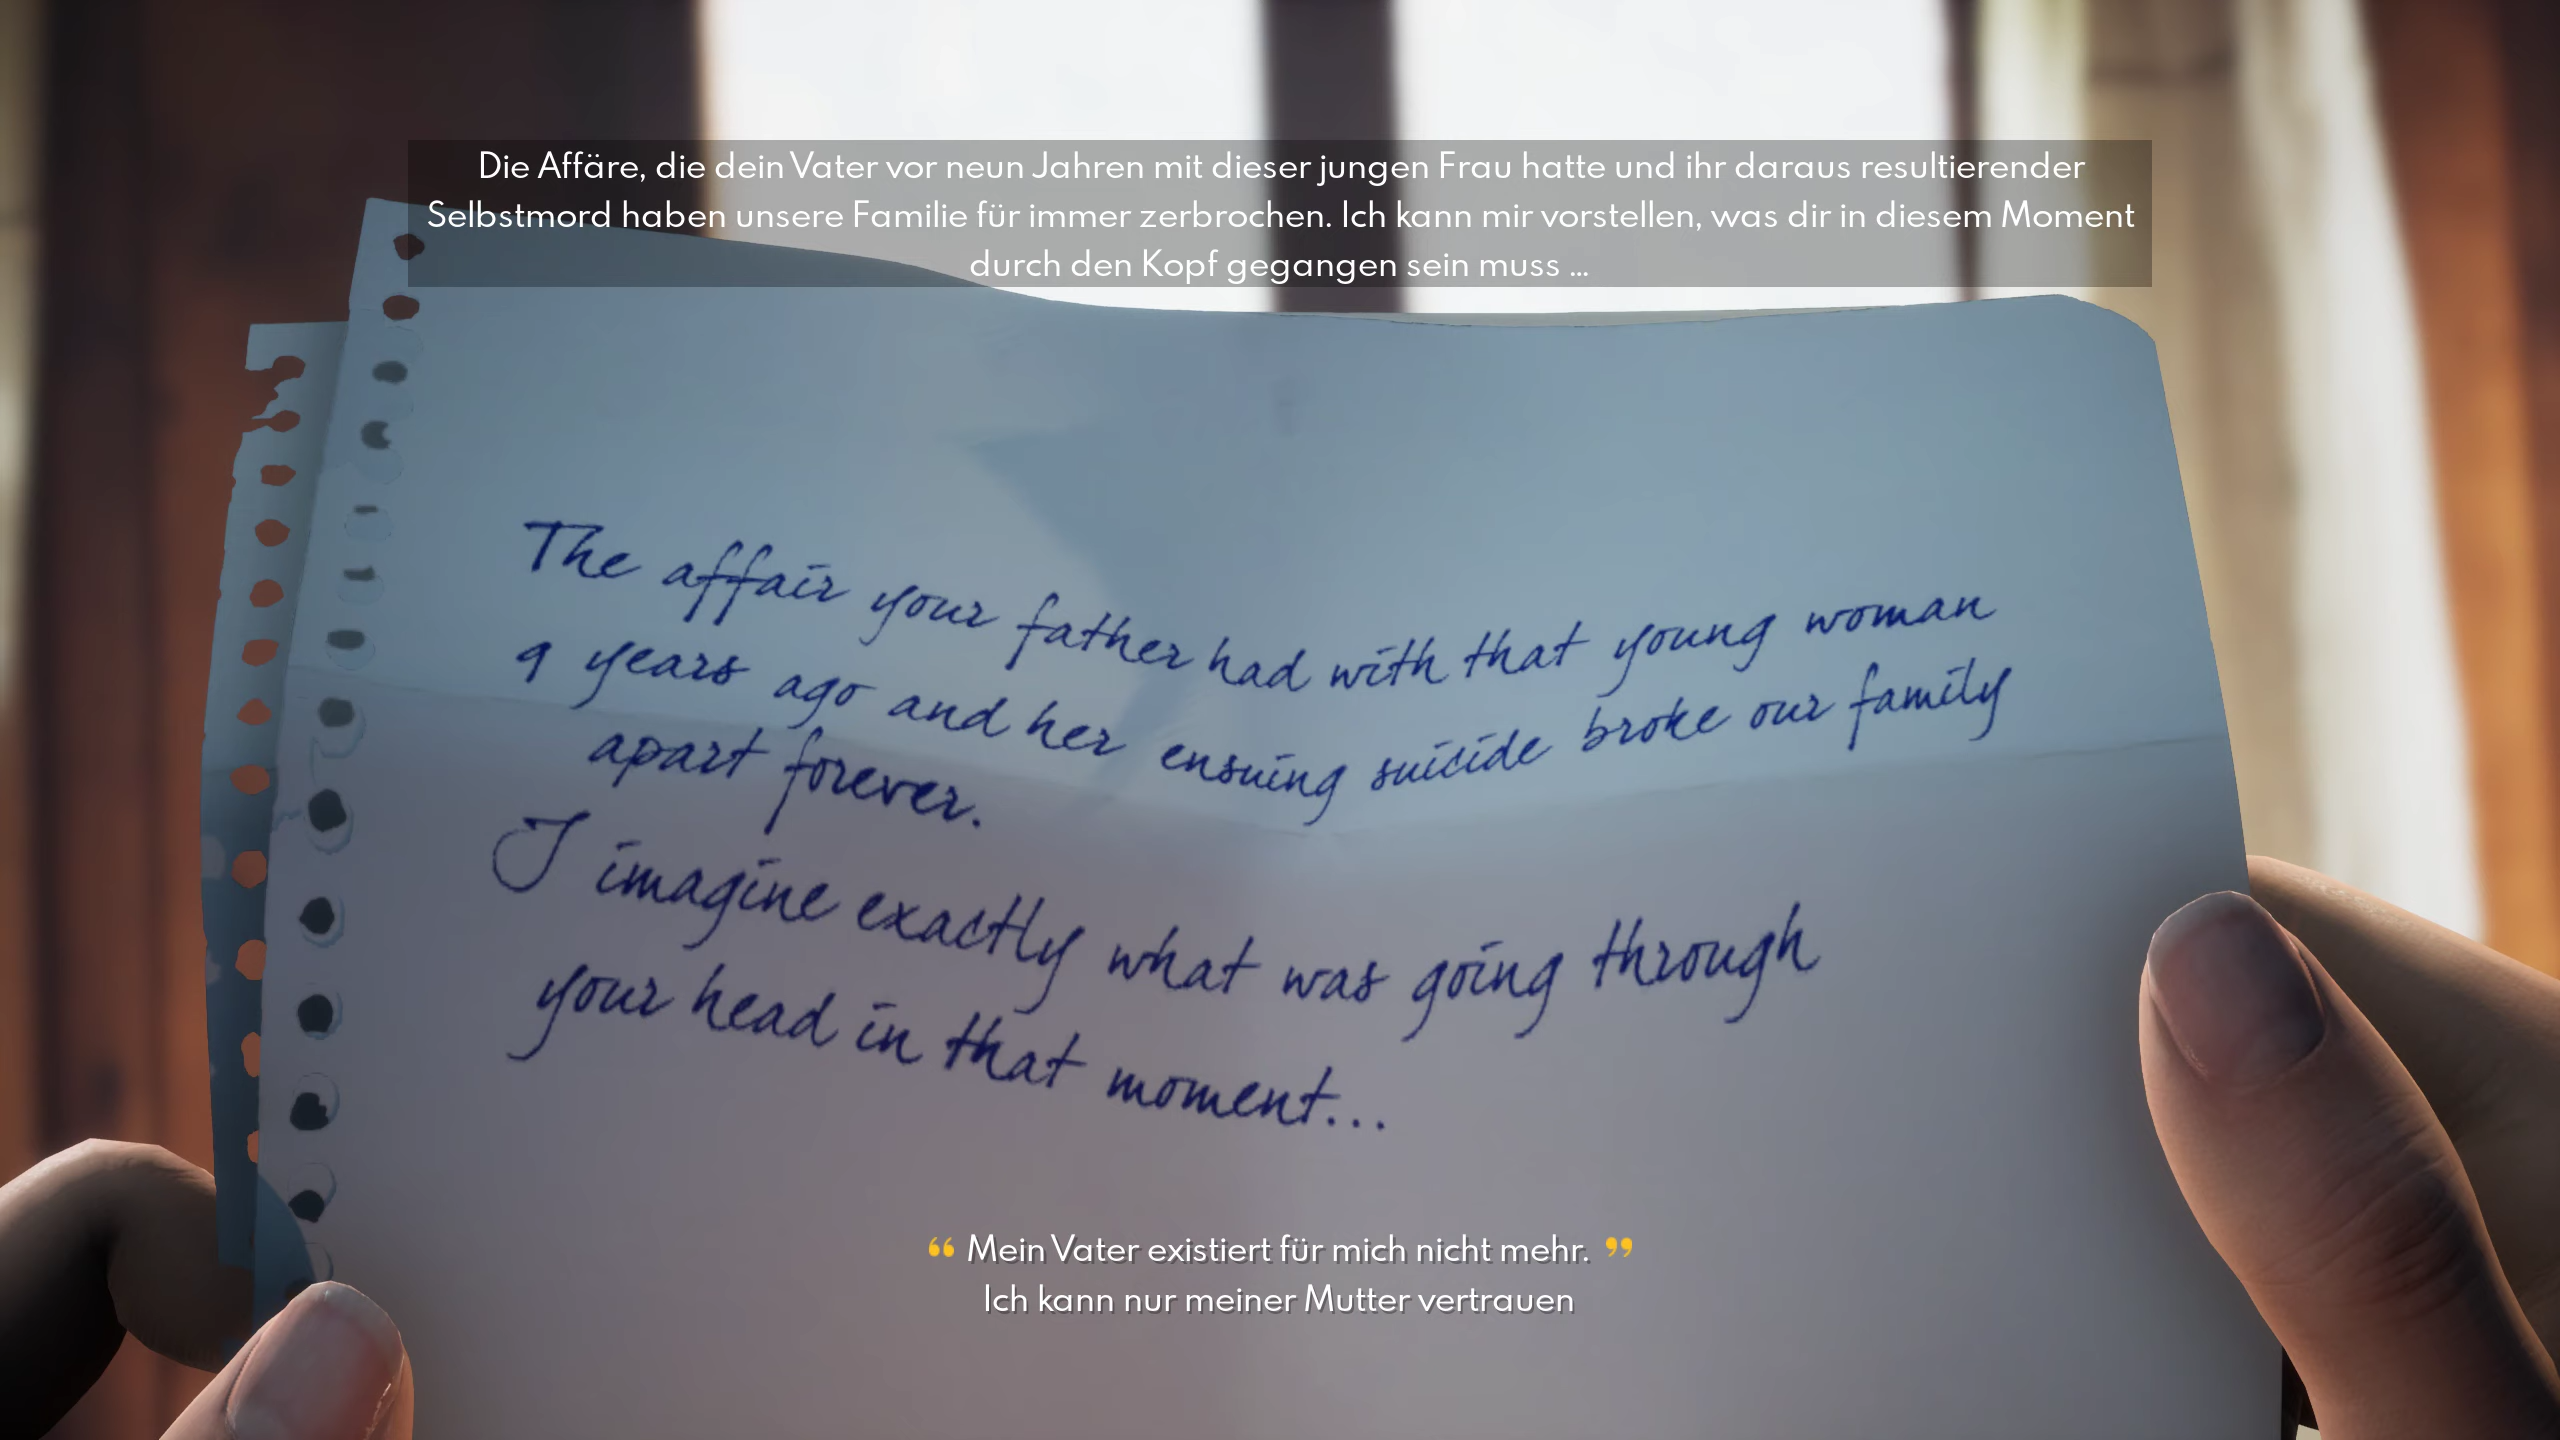 Die Affäre, die dein Vater vor neun Jahren mit dieser jungen Frau hatte und ihr daraus resultierender
Selbstmord haben unsere Familie für immer zerbrochen. Ich kann mir vorstellen, was dir in diesem Moment
durch den Kopf gegangen sein muss ...
The affair your father had with that young woman
9 years ago and her ensuing suicide broke our family
apart forever.
I imagine exactly what was going through
your head in that moment...
“ Mein Vater existiert für mich nicht mehr. ”
Ich kann nur meiner Mutter vertrauen